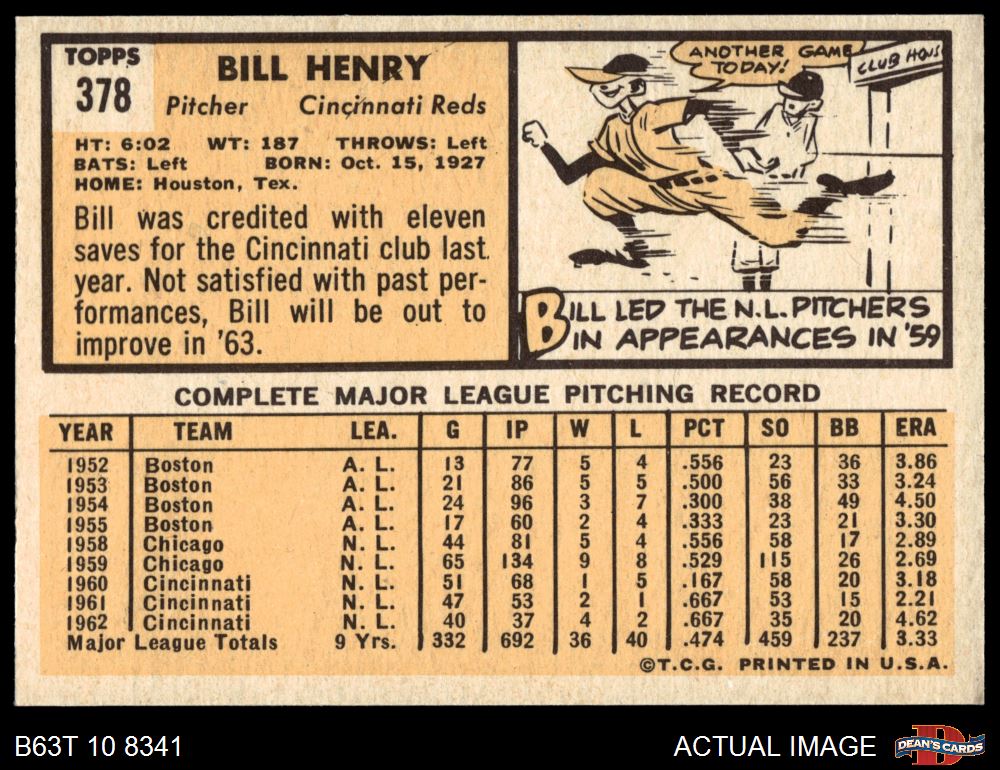 TOPPS
378
BILL HENRY
Pitcher Cincinnati Reds
HT: 6:02 WT: 187 THROWS: Left
BATS: Left BORN: Oct. 15, 1927
HOME: Houston, Tex.
Bill was credited with eleven
saves for the Cincinnati club last
year. Not satisfied with past per-
formances, Bill will be out to
improve in '63.
ANOTHER GAME
TODAY!
CLUB HOUS
BILL LED THE N.L. PITCHERS
IN APPEARANCES IN '59
COMPLETE MAJOR LEAGUE PITCHING RECORD
YEAR TEAM LEA. G IP W L PCT SO BB ERA
1952 Boston A. L. 13 77 5 4 .556 23 36 3.86
1953 Boston A. L. 21 86 5 5 .500 56 33 3.24
1954 Boston A. L. 24 96 3 7 .300 38 49 4.50
1955 Boston A. L. 17 60 2 4 .333 23 21 3.30
1958 Chicago N. L. 44 81 5 4 .556 58 17 2.89
1959 Chicago N. L. 65 134 9 8 .529 115 26 2.69
1960 Cincinnati N. L. 51 68 1 5 .167 58 20 3.18
1961 Cincinnati N. L. 47 53 2 1 .667 53 15 2.21
1962 Cincinnati N. L. 40 37 4 2 .667 35 20 4.62
Major League Totals 9 Yrs. 332 692 36 40 .474 459 237 3.33
©T.C.G. PRINTED IN U.S.A.
B63T 10 8341
ACTUAL IMAGE
D
DEAN'S CARDS